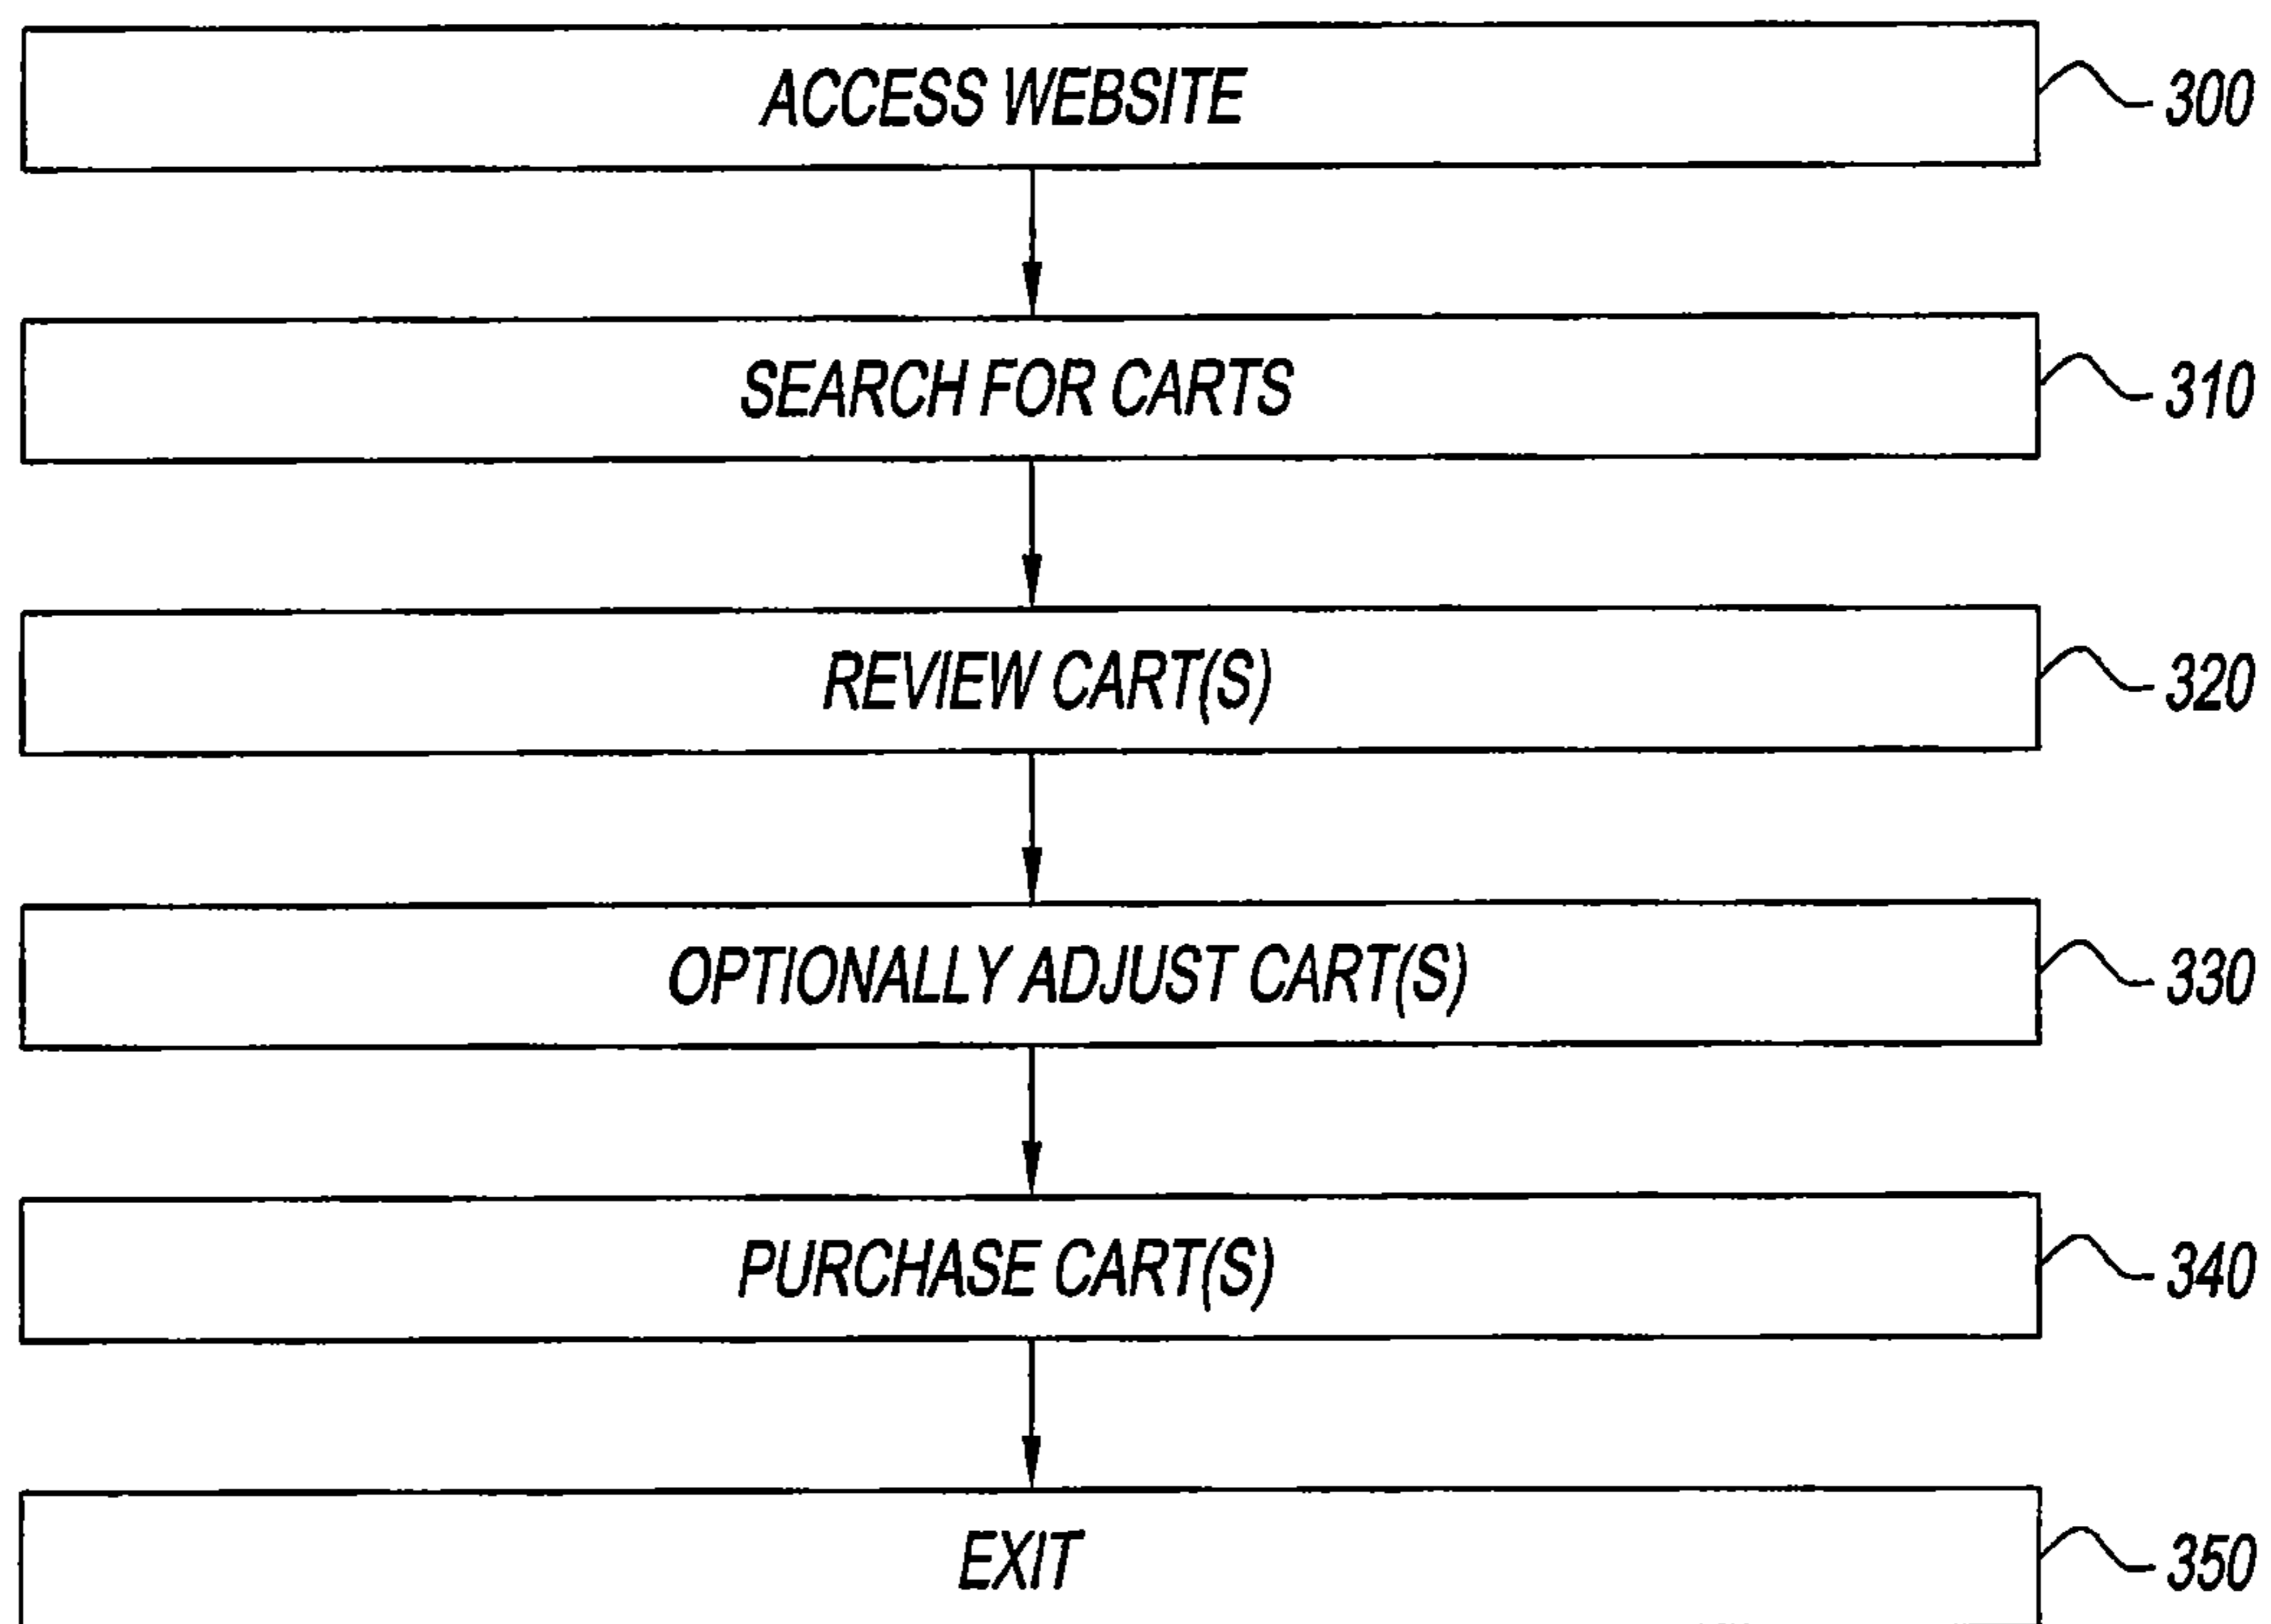 ACCESS WEBSITE 300
SEARCH FOR CARTS 310
REVIEW CART(S) 320
OPTIONALLY ADJUST CART(S) 330
PURCHASE CART(S) 340
EXIT 350